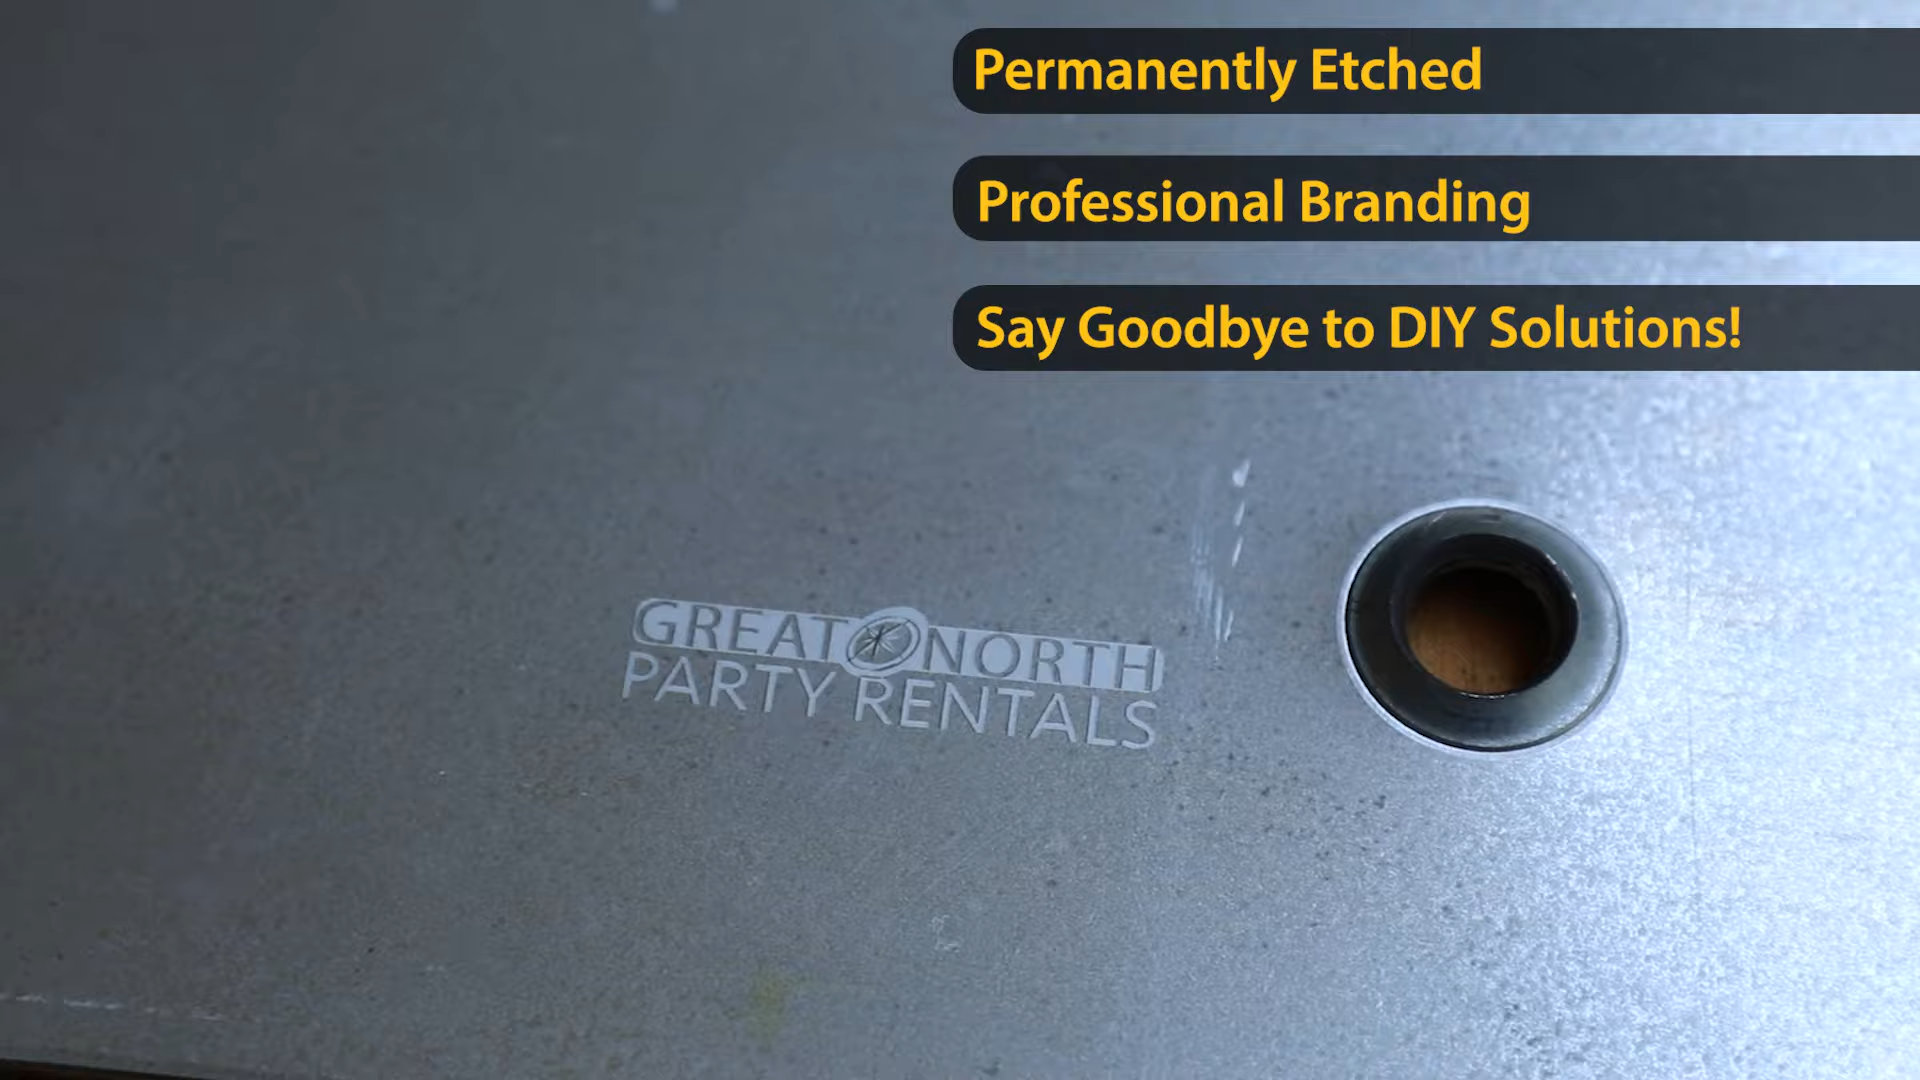 Permanently Etched
Professional Branding
Say Goodbye to DIY Solutions!
GREAT NORTH
PARTY RENTALS